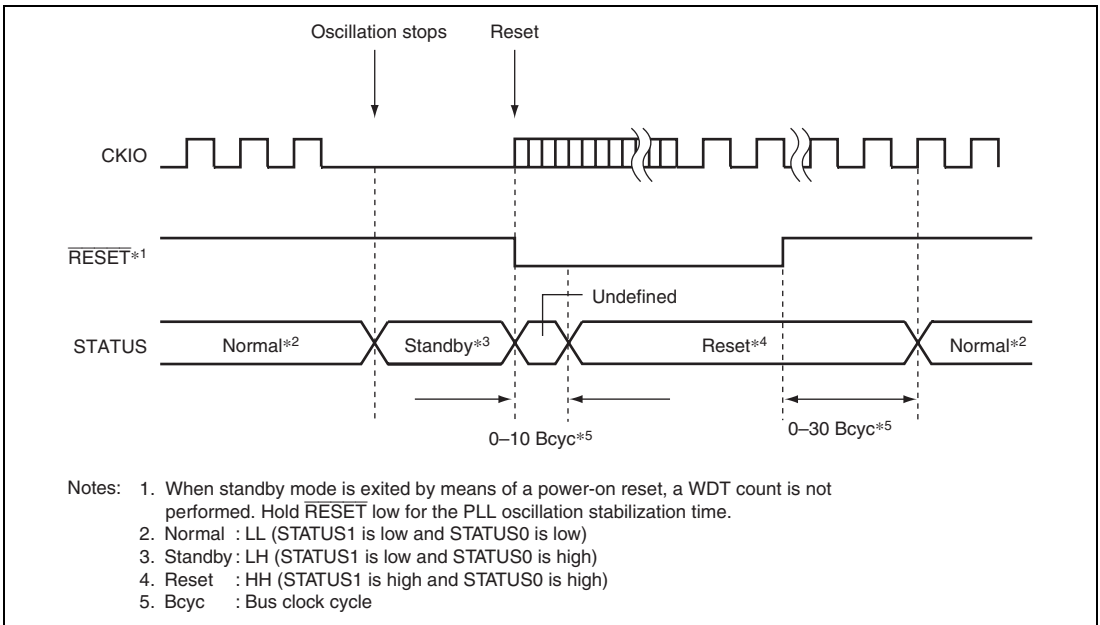 Oscillation stops Reset
CKIO
RESET*1
Undefined
STATUS Normal*2 Standby*3 Reset*4 Normal*2
0–10 Bcyc*5 0–30 Bcyc*5
Notes: 1. When standby mode is exited by means of a power-on reset, a WDT count is not
performed. Hold RESET low for the PLL oscillation stabilization time.
2. Normal : LL (STATUS1 is low and STATUS0 is low)
3. Standby : LH (STATUS1 is low and STATUS0 is high)
4. Reset : HH (STATUS1 is high and STATUS0 is high)
5. Bcyc : Bus clock cycle